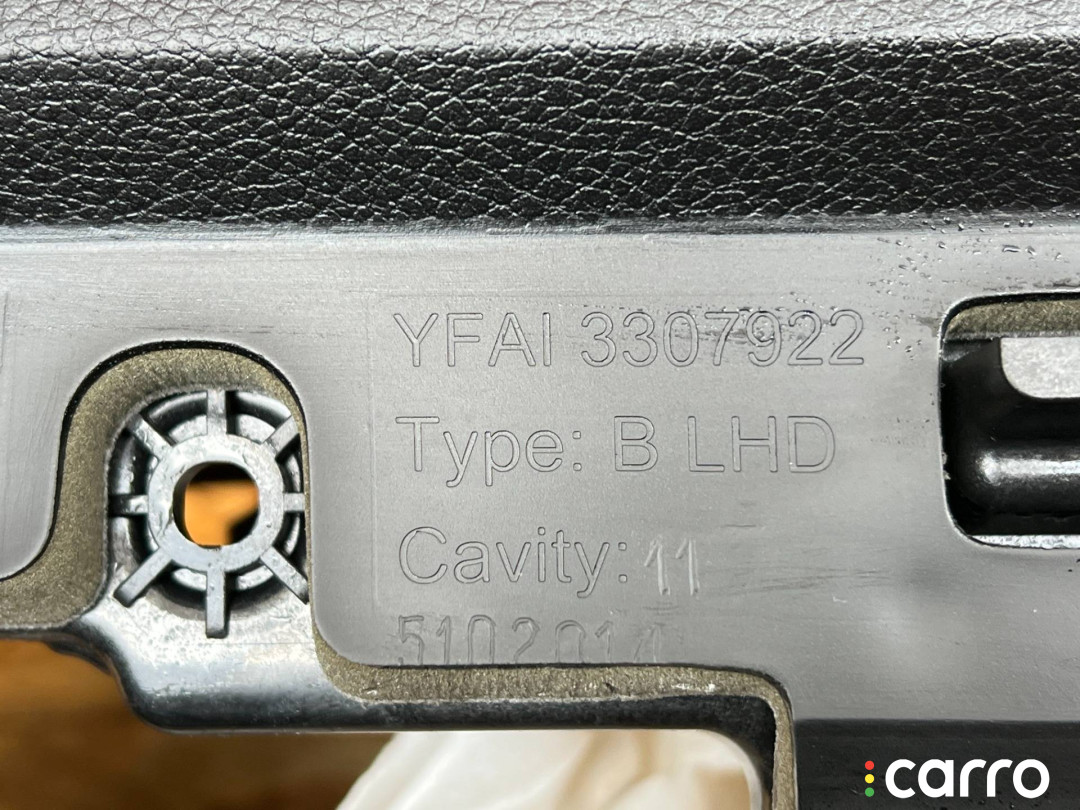 YFAI 3307922
Type: B LHD
Cavity: 11
5102014
carro